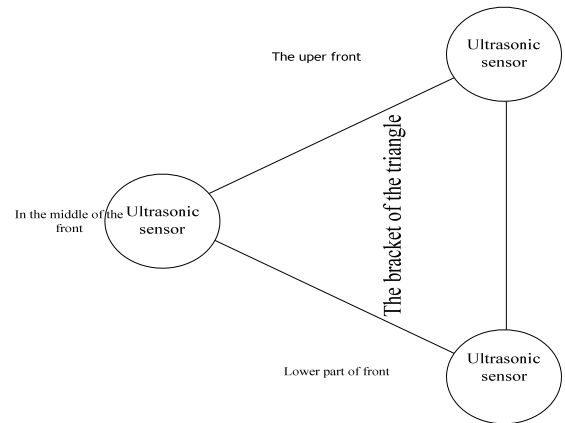 Ultrasonic
sensor
The uper front
The bracket of the triangle
In the middle of the
front
Ultrasonic
sensor
Lower part of front
Ultrasonic
sensor